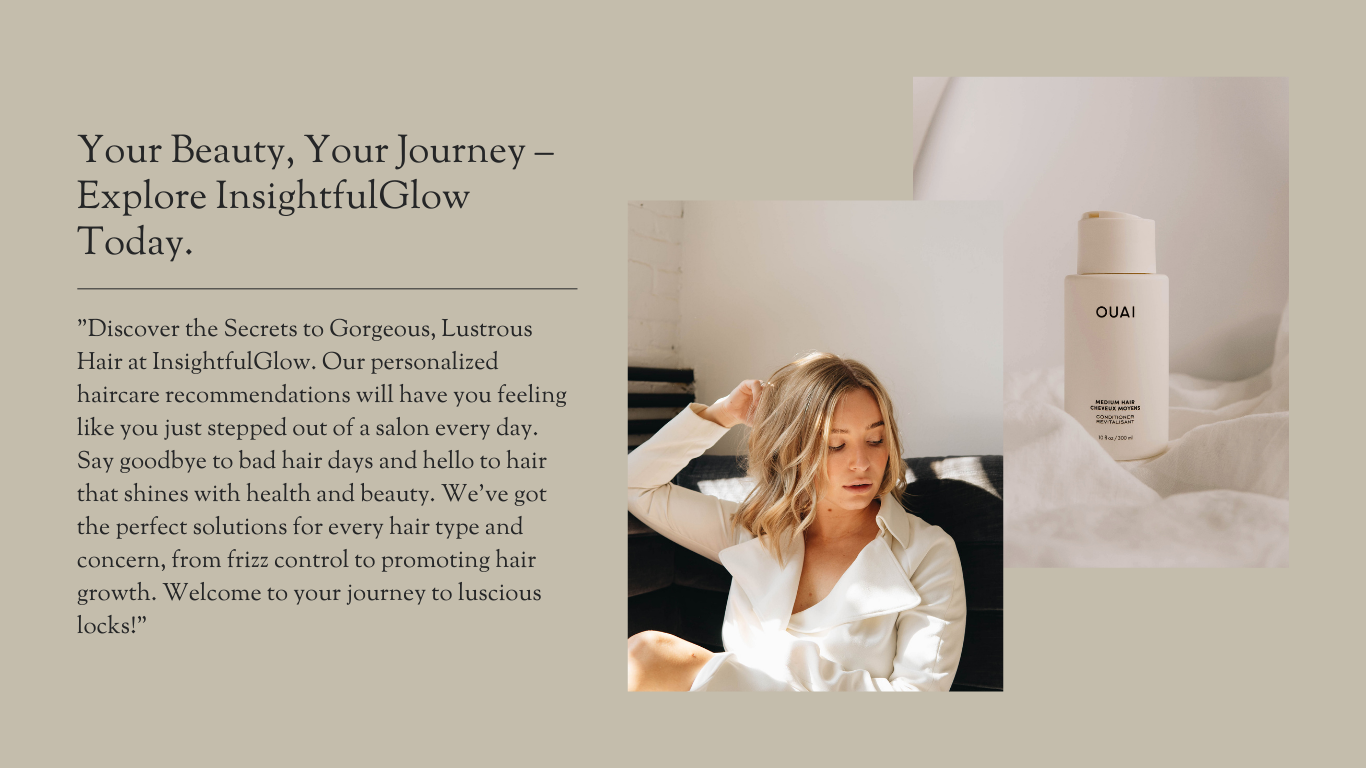 Your Beauty, Your Journey –
Explore InsightfulGlow
Today.
”Discover the Secrets to Gorgeous, Lustrous
Hair at InsightfulGlow. Our personalized
haircare recommendations will have you feeling
like you just stepped out of a salon every day.
Say goodbye to bad hair days and hello to hair
that shines with health and beauty. We’ve got
the perfect solutions for every hair type and
concern, from frizz control to promoting hair
growth. Welcome to your journey to luscious
locks!”
OUAI
MEDIUM HAIR
CHEVEUX MOYENS
CONDITIONER
REVITALISANT
10 fl oz/300 ml